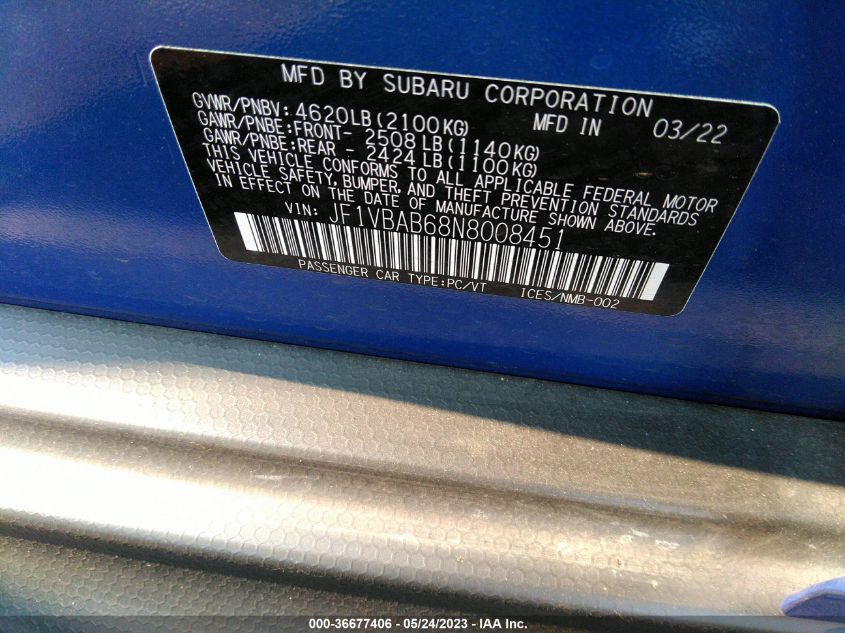 MFD BY SUBARU CORPORATION
GVWR/PNBV: 4620LB(2100KG) MFD IN 03/22
GAWR/PNBE:FRONT- 2508LB(1140KG)
GAWR/PNBE:REAR - 2424LB(1100KG)
THIS VEHICLE CONFORMS TO ALL APPLICABLE FEDERAL MOTOR
VEHICLE SAFETY, BUMPER, AND THEFT PREVENTION STANDARDS
IN EFFECT ON THE DATE OF MANUFACTURE SHOWN ABOVE.
VIN: JF1VBAB68N8008451
PASSENGER CAR TYPE:PC/VT ICES/NMB-002
000-36677406 - 05/24/2023 - IAA Inc.